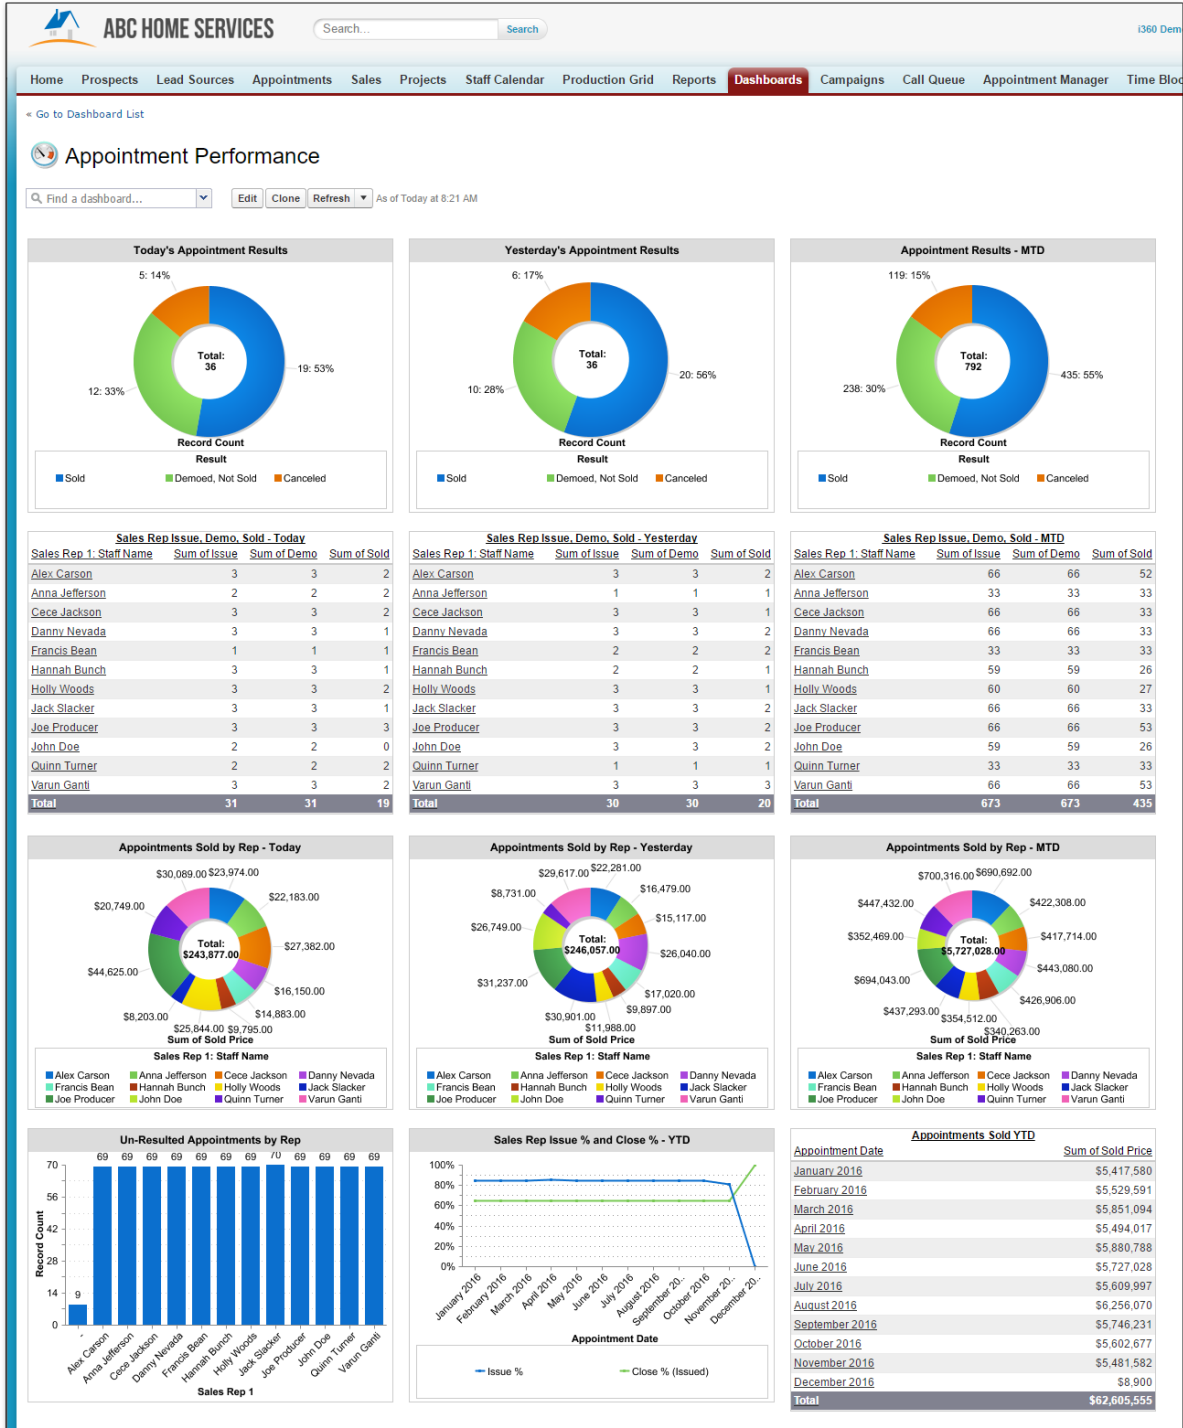 ABC HOME SERVICES
Search...
Search
i360 Dem
Home Prospects Lead Sources Appointments Sales Projects Staff Calendar Production Grid Reports Dashboards Campaigns Call Queue Appointment Manager Time Bloc
« Go to Dashboard List
Appointment Performance
Find a dashboard...
Edit Clone Refresh As of Today at 8:21 AM
Today's Appointment Results
5: 14%
Total:
36
19: 53%
12: 33%
Record Count
Result
Sold Demoed, Not Sold Canceled
Yesterday's Appointment Results
6: 17%
Total:
36
20: 56%
10: 28%
Record Count
Result
Sold Demoed, Not Sold Canceled
Appointment Results - MTD
119: 15%
Total:
792
435: 55%
238: 30%
Record Count
Result
Sold Demoed, Not Sold Canceled
Sales Rep Issue, Demo, Sold - Today
Sales Rep 1: Staff Name Sum of Issue Sum of Demo Sum of Sold
Alex Carson 3 3 2
Anna Jefferson 2 2 2
Cece Jackson 3 3 2
Danny Nevada 3 3 1
Francis Bean 1 1 1
Hannah Bunch 3 3 1
Holly Woods 3 3 2
Jack Slacker 3 3 1
Joe Producer 3 3 3
John Doe 2 2 0
Quinn Turner 2 2 2
Varun Ganti 3 3 2
Total 31 31 19
Sales Rep Issue, Demo, Sold - Yesterday
Sales Rep 1: Staff Name Sum of Issue Sum of Demo Sum of Sold
Alex Carson 3 3 2
Anna Jefferson 1 1 1
Cece Jackson 3 3 1
Danny Nevada 3 3 2
Francis Bean 2 2 2
Hannah Bunch 2 2 1
Holly Woods 3 3 1
Jack Slacker 3 3 2
Joe Producer 3 3 2
John Doe 3 3 2
Quinn Turner 1 1 1
Varun Ganti 3 3 3
Total 30 30 20
Sales Rep Issue, Demo, Sold - MTD
Sales Rep 1: Staff Name Sum of Issue Sum of Demo Sum of Sold
Alex Carson 66 66 52
Anna Jefferson 33 33 33
Cece Jackson 66 66 33
Danny Nevada 66 66 33
Francis Bean 33 33 33
Hannah Bunch 59 59 26
Holly Woods 60 60 27
Jack Slacker 66 66 33
Joe Producer 66 66 53
John Doe 59 59 26
Quinn Turner 33 33 33
Varun Ganti 66 66 53
Total 673 673 435
Appointments Sold by Rep - Today
$30,089.00 $23,974.00
$22,183.00
$20,749.00
Total:
$243,877.00
$27,382.00
$44,625.00
$16,150.00
$14,883.00
$8,203.00
$25,844.00 $9,795.00
Sum of Sold Price
Sales Rep 1: Staff Name
Alex Carson Anna Jefferson Cece Jackson Danny Nevada
Francis Bean Hannah Bunch Holly Woods Jack Slacker
Joe Producer John Doe Quinn Turner Varun Ganti
Appointments Sold by Rep - Yesterday
$29,617.00 $22,281.00
$8,731.00
$16,479.00
$15,117.00
$26,749.00
Total:
$246,057.00
$26,040.00
$31,237.00
$17,020.00
$9,897.00
$30,901.00
$11,988.00
Sum of Sold Price
Sales Rep 1: Staff Name
Alex Carson Anna Jefferson Cece Jackson Danny Nevada
Francis Bean Hannah Bunch Holly Woods Jack Slacker
Joe Producer John Doe Quinn Turner Varun Ganti
Appointments Sold by Rep - MTD
$700,316.00 $690,692.00
$447,432.00
$422,308.00
$352,469.00
Total:
$5,727,028.00
$417,714.00
$443,080.00
$694,043.00
$426,906.00
$437,293.00
$354,512.00
$340,263.00
Sum of Sold Price
Sales Rep 1: Staff Name
Alex Carson Anna Jefferson Cece Jackson Danny Nevada
Francis Bean Hannah Bunch Holly Woods Jack Slacker
Joe Producer John Doe Quinn Turner Varun Ganti
Un-Resulted Appointments by Rep
69 69 69 69 69 69 70 69 69 69 69
70
56
42
28
14
0
9
Record Count
-
Alex Carson
Anna Jefferson
Cece Jackson
Danny Nevada
Francis Bean
Hannah Bunch
Holly Woods
Jack Slacker
Joe Producer
John Doe
Quinn Turner
Varun Ganti
Sales Rep 1
Sales Rep Issue % and Close % - YTD
100%
80%
60%
40%
20%
0%
January 2016
February 2016
March 2016
April 2016
May 2016
June 2016
July 2016
August 2016
September 20..
October 2016
November 20..
December 20..
Appointment Date
Issue % Close % (Issued)
Appointments Sold YTD
Appointment Date Sum of Sold Price
January 2016 $5,417,580
February 2016 $5,529,591
March 2016 $5,851,094
April 2016 $5,494,017
May 2016 $5,880,788
June 2016 $5,727,028
July 2016 $5,609,997
August 2016 $6,256,070
September 2016 $5,746,231
October 2016 $5,602,677
November 2016 $5,481,582
December 2016 $8,900
Total $62,605,555